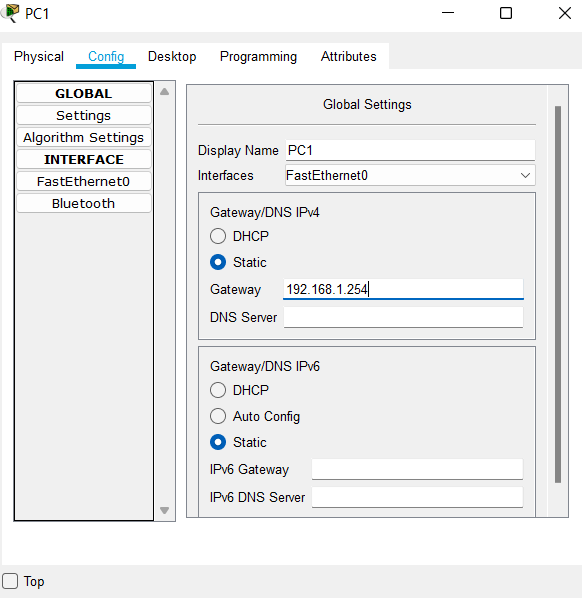 PC1
Physical Config Desktop Programming Attributes
GLOBAL
Settings
Algorithm Settings
INTERFACE
FastEthernet0
Bluetooth
Global Settings
Display Name PC1
Interfaces FastEthernet0
Gateway/DNS IPv4
DHCP
Static
Gateway 192.168.1.254
DNS Server
Gateway/DNS IPv6
DHCP
Auto Config
Static
IPv6 Gateway
IPv6 DNS Server
Top